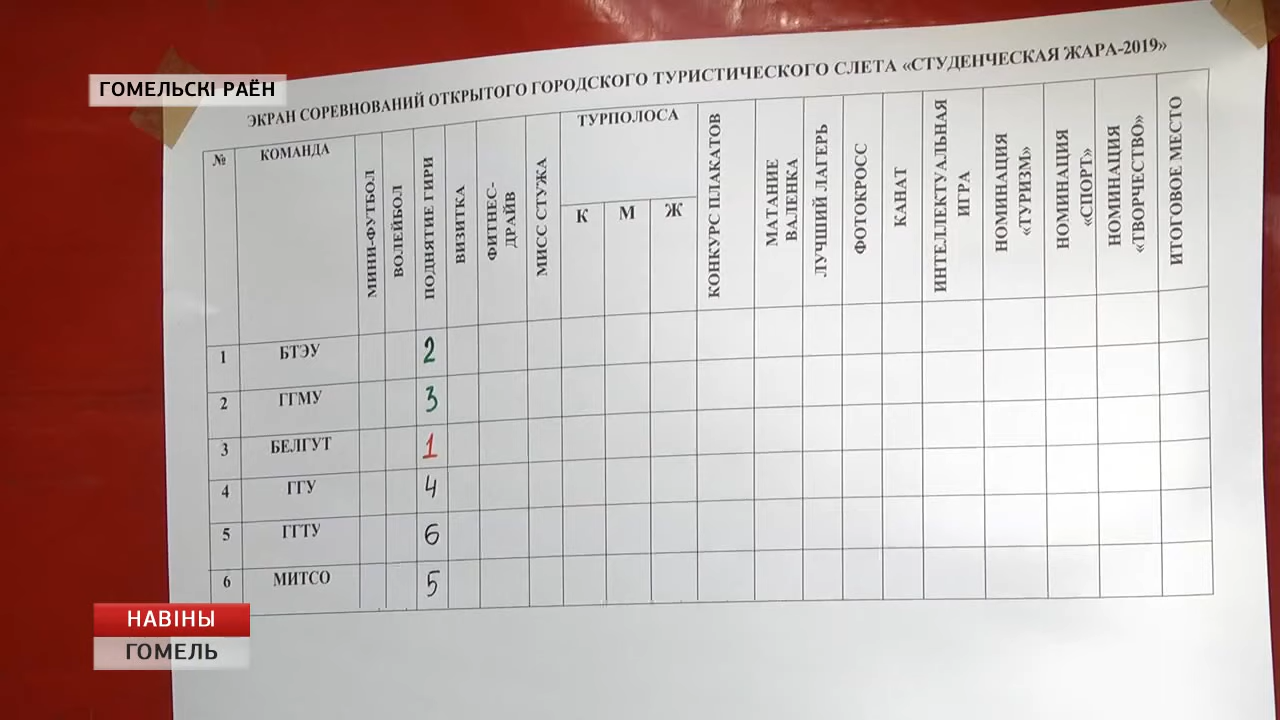 ГОМЕЛЬСКІ РАЁН
ЭКРАН СОРЕВНОВАНИЙ ОТКРЫТОГО ГОРОДСКОГО ТУРИСТИЧЕСКОГО СЛЕТА «СТУДЕНЧЕСКАЯ ЖАРА-2019»
№
КОМАНДА
МИНИ-ФУТБОЛ
ВОЛЕЙБОЛ
ПОДНЯТИЕ ГИРИ
ВИЗИТКА
ФИТНЕС-
ДРАЙВ
МИСС СТУЖА
ТУРПОЛОСА
К
М
Ж
КОНКУРС ПЛАКАТОВ
МАТАНИЕ
ВАЛЕНКА
ЛУЧШИЙ ЛАГЕРЬ
ФОТОКРОСС
КАНАТ
ИНТЕЛЛЕКТУАЛЬНАЯ
ИГРА
НОМИНАЦИЯ
«ТУРИЗМ»
НОМИНАЦИЯ
«СПОРТ»
НОМИНАЦИЯ
«ТВОРЧЕСТВО»
ИТОГОВОЕ МЕСТО
1 БТЭУ 2
2 ГГМУ 3
3 БЕЛГУТ 1
4 ГГУ 4
5 ГГТУ 6
6 МИТСО 5
НАВІНЫ
ГОМЕЛЬ